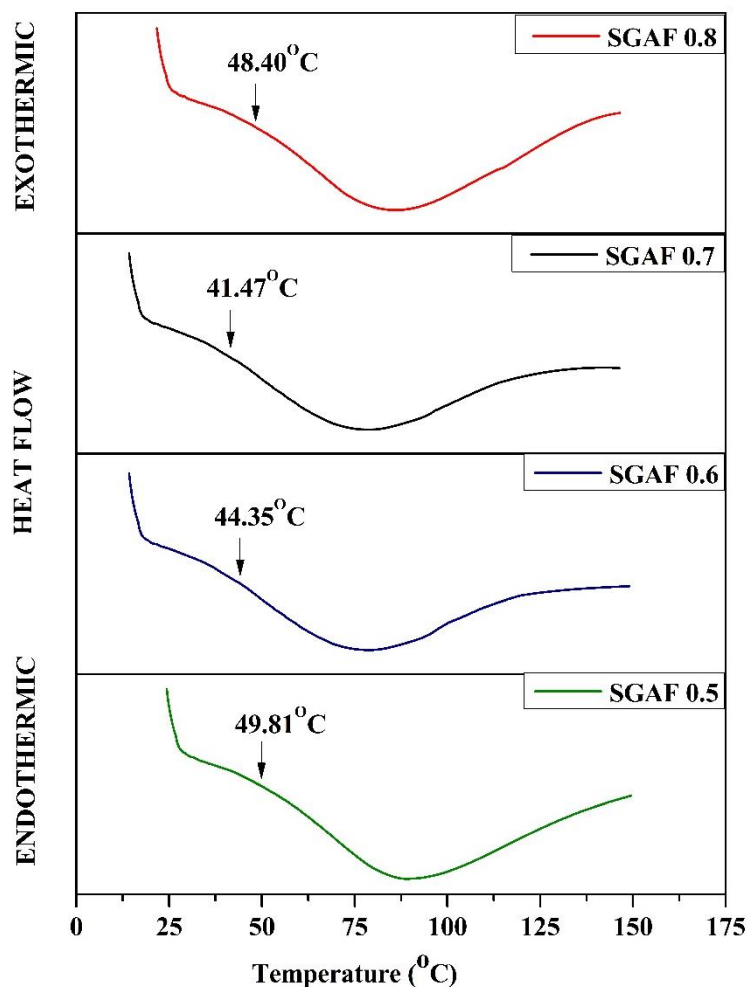 EXOTHERMIC
HEAT FLOW
ENDOTHERMIC
SGAF 0.8
48.40°C
SGAF 0.7
41.47°C
SGAF 0.6
44.35°C
SGAF 0.5
49.81°C
0 25 50 75 100 125 150 175
Temperature (°C)